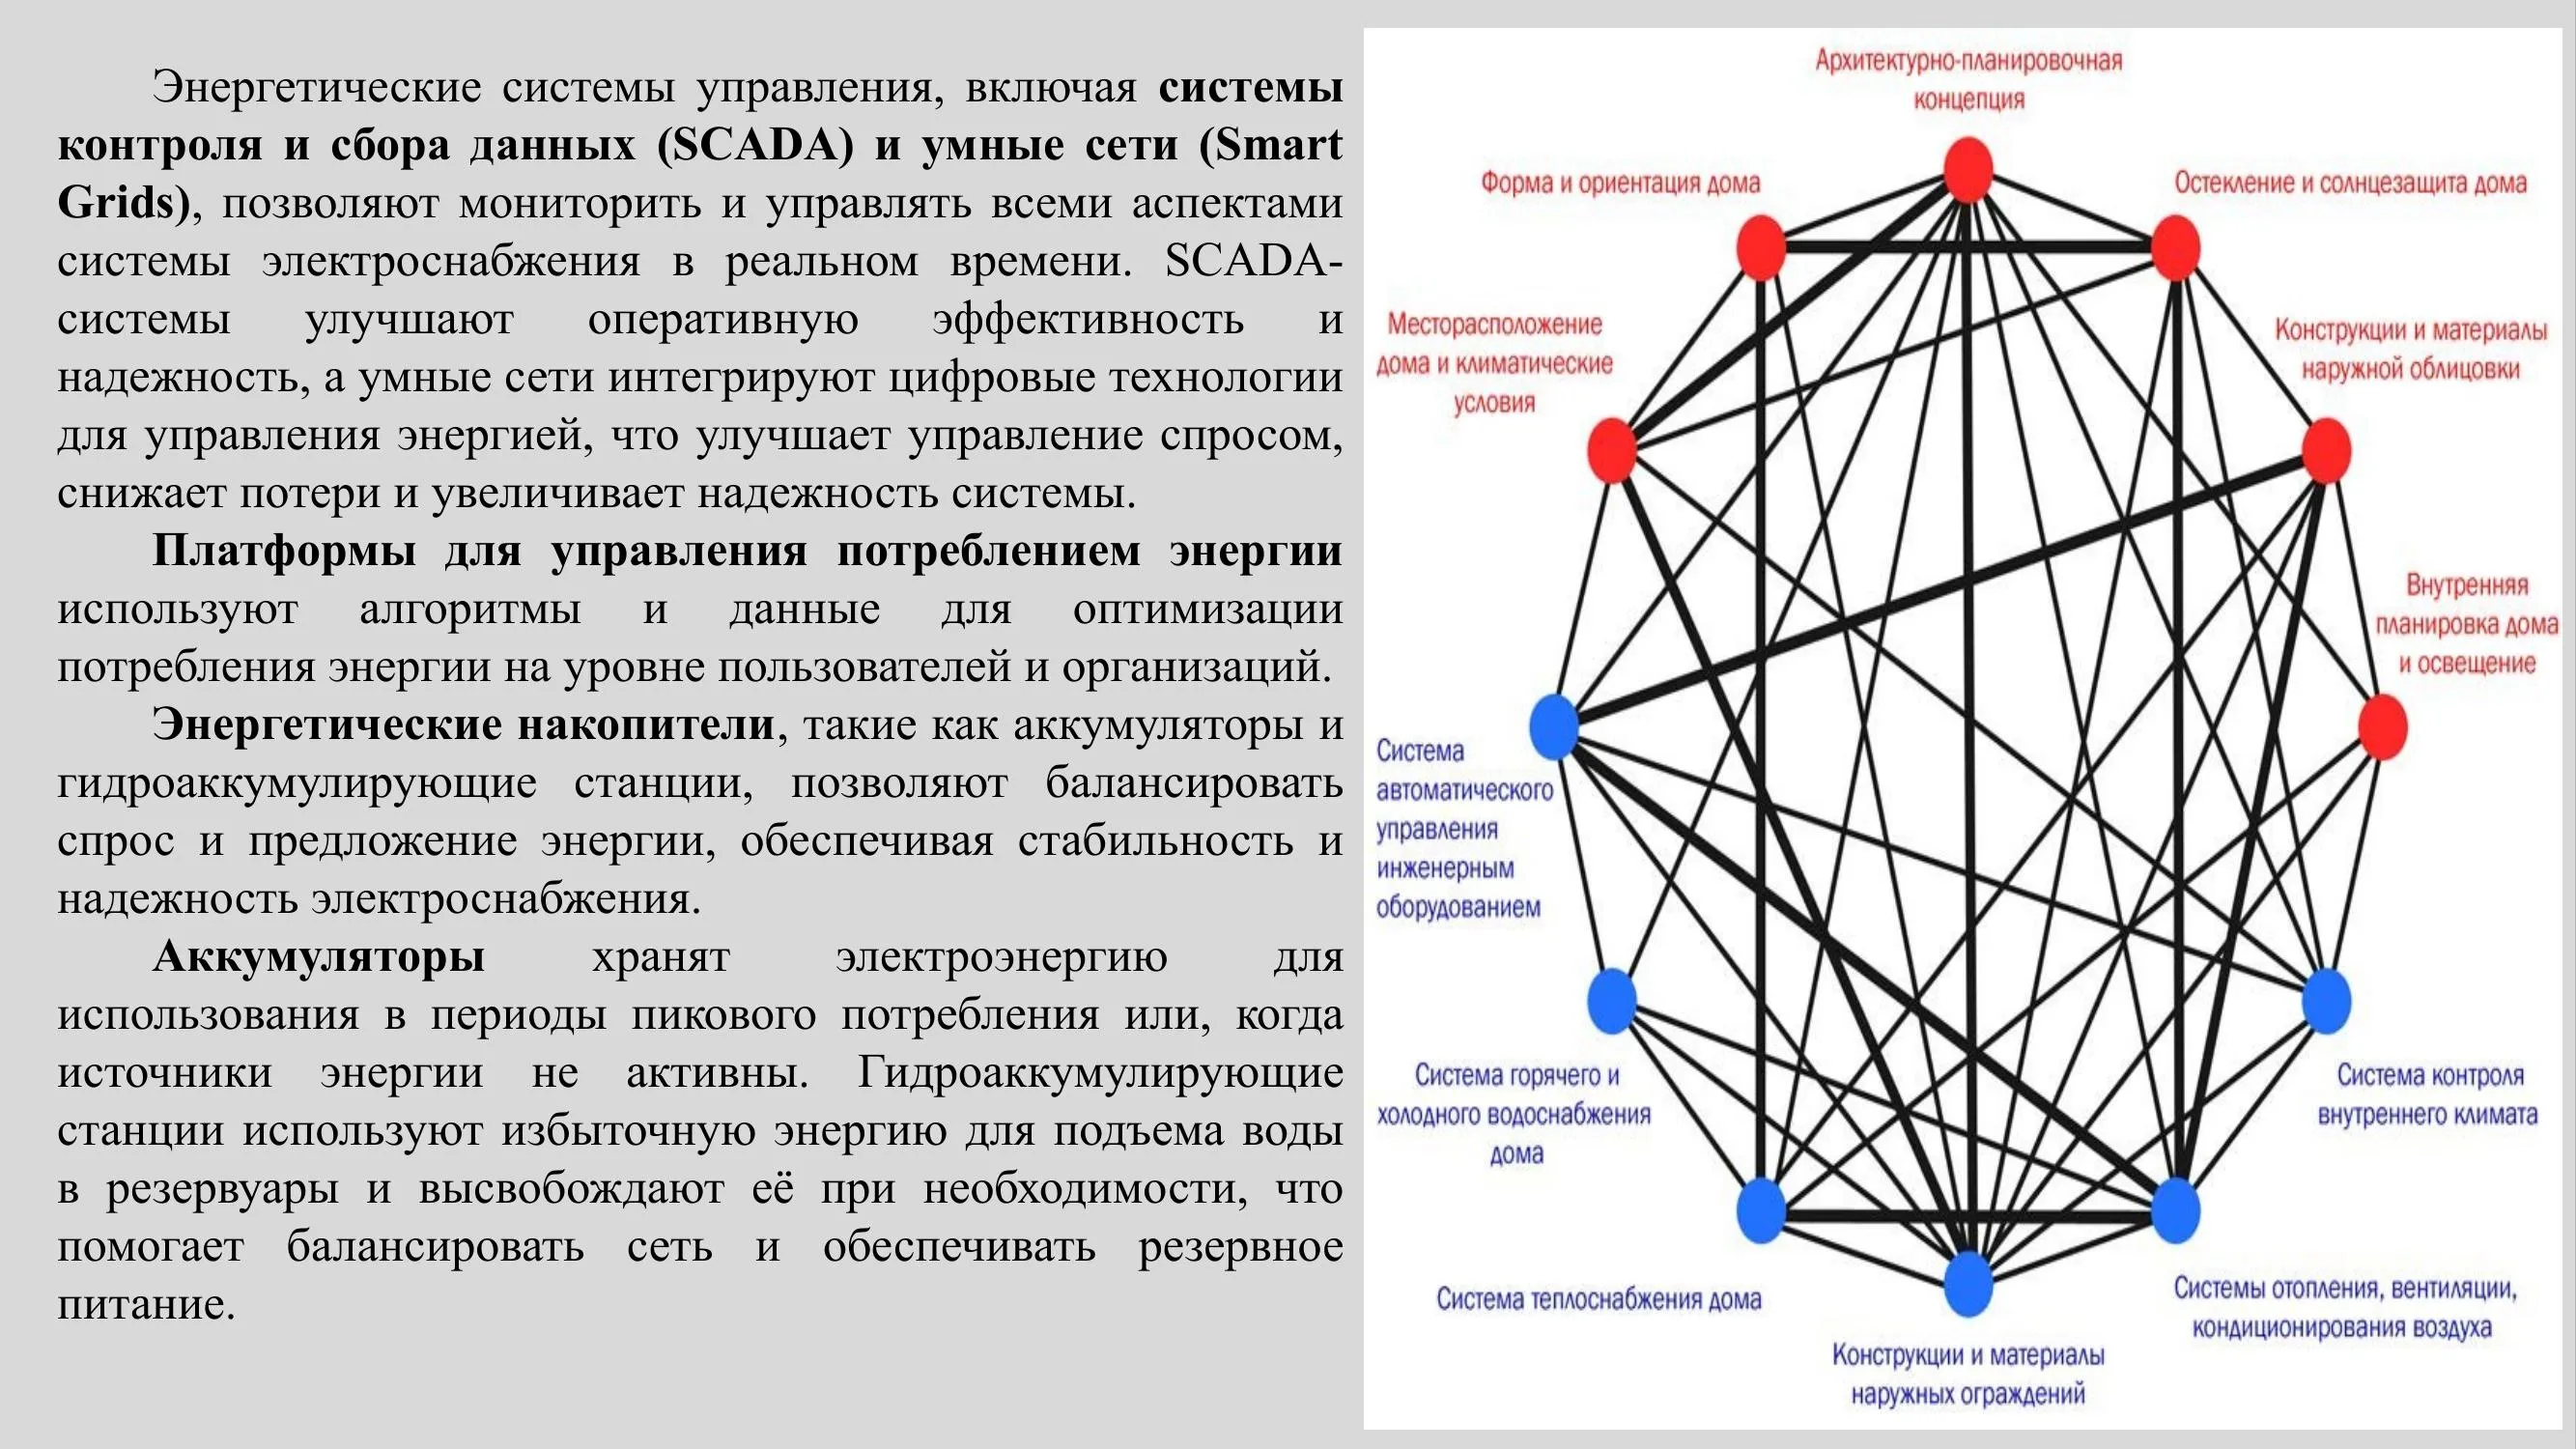 Энергетические системы управления, включая системы
контроля и сбора данных (SCADA) и умные сети (Smart
Grids), позволяют мониторить и управлять всеми аспектами
системы электроснабжения в реальном времени. SCADA-
системы улучшают оперативную эффективность и
надежность, а умные сети интегрируют цифровые технологии
для управления энергией, что улучшает управление спросом,
снижает потери и увеличивает надежность системы.
Платформы для управления потреблением энергии
используют алгоритмы и данные для оптимизации
потребления энергии на уровне пользователей и организаций.
Энергетические накопители, такие как аккумуляторы и
гидроаккумулирующие станции, позволяют балансировать
спрос и предложение энергии, обеспечивая стабильность и
надежность электроснабжения.
Аккумуляторы хранят электроэнергию для
использования в периоды пикового потребления или, когда
источники энергии не активны. Гидроаккумулирующие
станции используют избыточную энергию для подъема воды
в резервуары и высвобождают её при необходимости, что
помогает балансировать сеть и обеспечивать резервное
питание.
Архитектурно-планировочная
концепция
Форма и ориентация дома
Остекление и солнцезащита дома
Месторасположение
дома и климатические
условия
Конструкции и материалы
наружной облицовки
Внутренняя
планировка дома
и освещение
Система
автоматического
управления
инженерным
оборудованием
Система горячего и
холодного водоснабжения
дома
Система контроля
внутреннего климата
Система теплоснабжения дома
Системы отопления, вентиляции,
кондиционирования воздуха
Конструкции и материалы
наружных ограждений